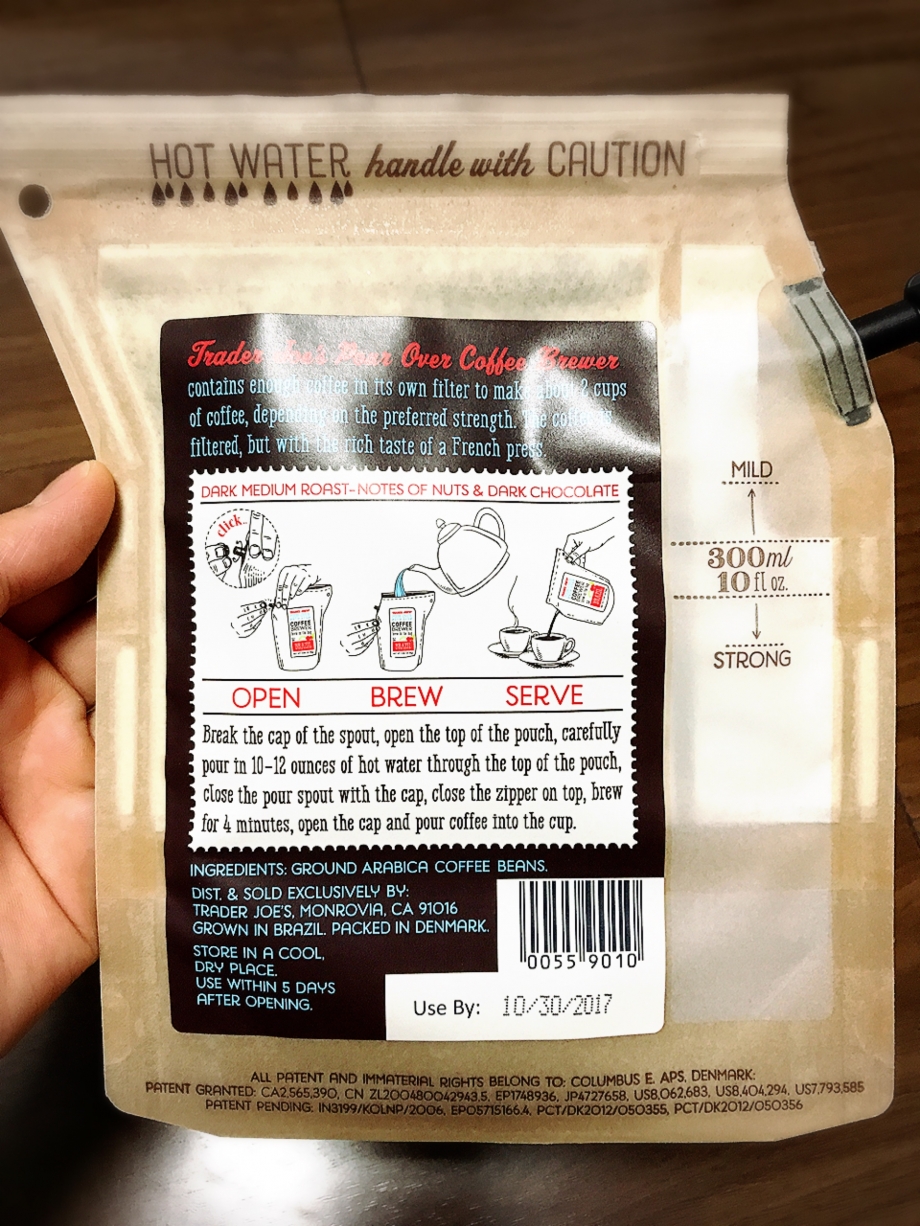 HOT WATER handle with CAUTION
Trader Joe's Pour Over Coffee Brewer
contains enough coffee in its own filter to make about 2 cups
of coffee, depending on the preferred strength. The coffee is
filtered, but with the rich taste of a French press.
DARK MEDIUM ROAST-NOTES OF NUTS & DARK CHOCOLATE
click..
COFFEE
BREWER
COFFEE
BREWER
COFFEE
BREWER
OPEN BREW SERVE
Break the cap of the spout, open the top of the pouch, carefully
pour in 10-12 ounces of hot water through the top of the pouch,
close the pour spout with the cap, close the zipper on top, brew
for 4 minutes, open the cap and pour coffee into the cup.
INGREDIENTS: GROUND ARABICA COFFEE BEANS.
DIST. & SOLD EXCLUSIVELY BY:
TRADER JOE'S, MONROVIA, CA 91016
GROWN IN BRAZIL. PACKED IN DENMARK.
STORE IN A COOL,
DRY PLACE.
USE WITHIN 5 DAYS
AFTER OPENING.
0055 9010
Use By: 10/30/2017
MILD
300ml
10fl oz.
STRONG
ALL PATENT AND IMMATERIAL RIGHTS BELONG TO: COLUMBUS E. APS, DENMARK:
PATENT GRANTED: CA2,565,390, CN ZL200480042943,5, EP1748936, JP4727658, US8,062,683, US8,404,294, US7,793,585
PATENT PENDING: IN3199/KOLNP/2006, EPO5715166.4, PCT/DK2012/050355, PCT/DK2012/050356